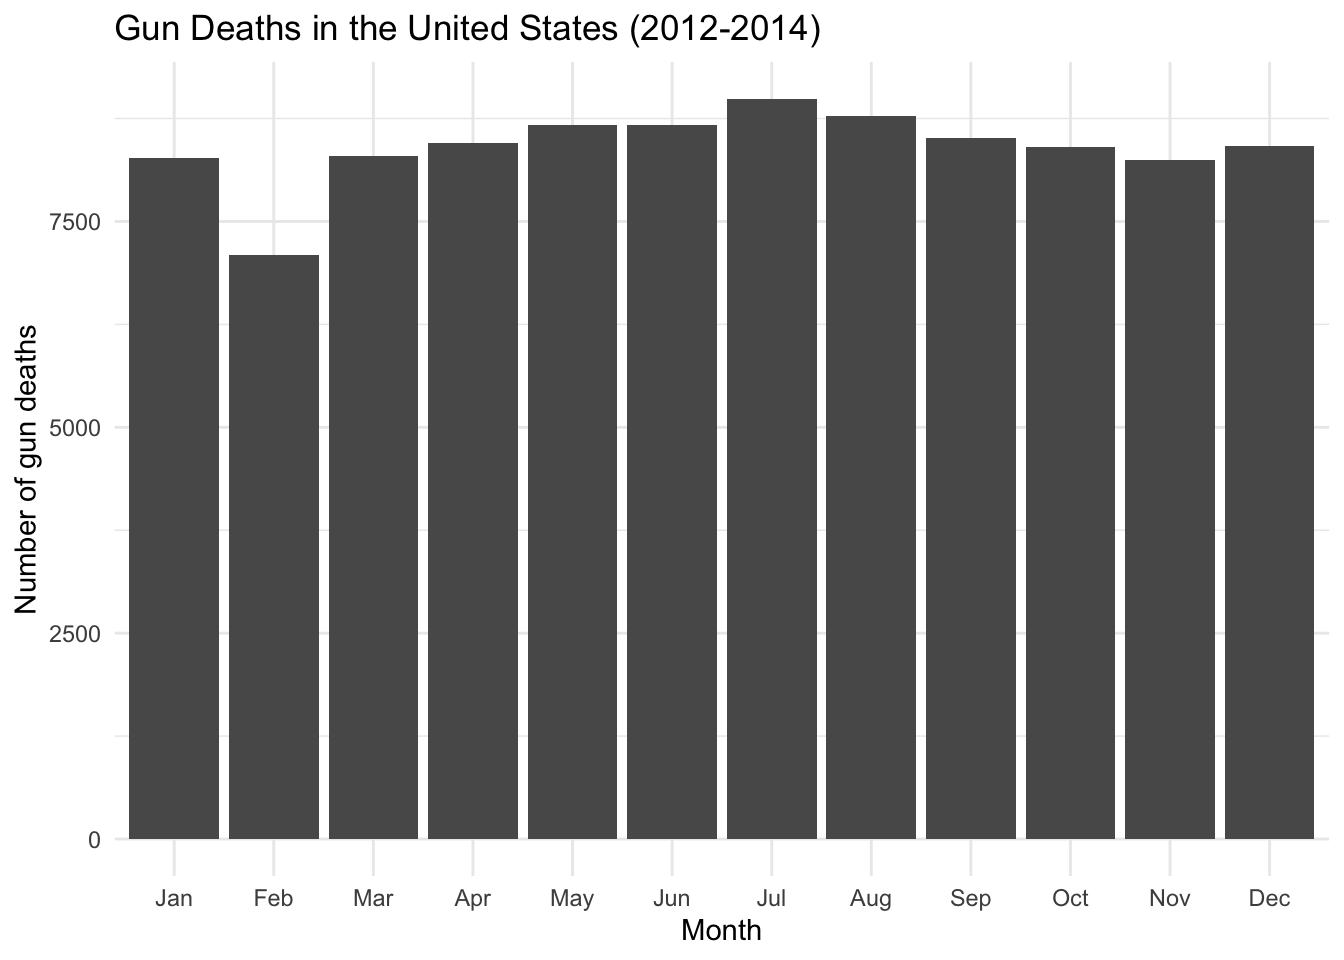 Gun Deaths in the United States (2012-2014)
Number of gun deaths
7500
5000
2500
0
Jan Feb Mar Apr May Jun Jul Aug Sep Oct Nov Dec
Month